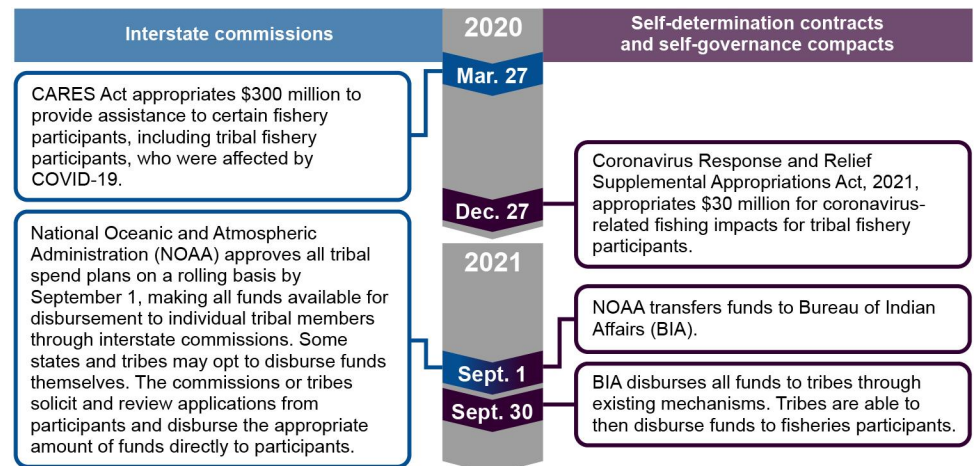 Interstate commissions
2020
Self-determination contracts
and self-governance compacts
Mar. 27
CARES Act appropriates $300 million to
provide assistance to certain fishery
participants, including tribal fishery
participants, who were affected by
COVID-19.
Dec. 27
Coronavirus Response and Relief
Supplemental Appropriations Act, 2021,
appropriates $30 million for coronavirus-
related fishing impacts for tribal fishery
participants.
2021
National Oceanic and Atmospheric
Administration (NOAA) approves all tribal
spend plans on a rolling basis by
September 1, making all funds available for
disbursement to individual tribal members
through interstate commissions. Some
states and tribes may opt to disburse funds
themselves. The commissions or tribes
solicit and review applications from
participants and disburse the appropriate
amount of funds directly to participants.
Sept. 1
NOAA transfers funds to Bureau of Indian
Affairs (BIA).
Sept. 30
BIA disburses all funds to tribes through
existing mechanisms. Tribes are able to
then disburse funds to fisheries participants.